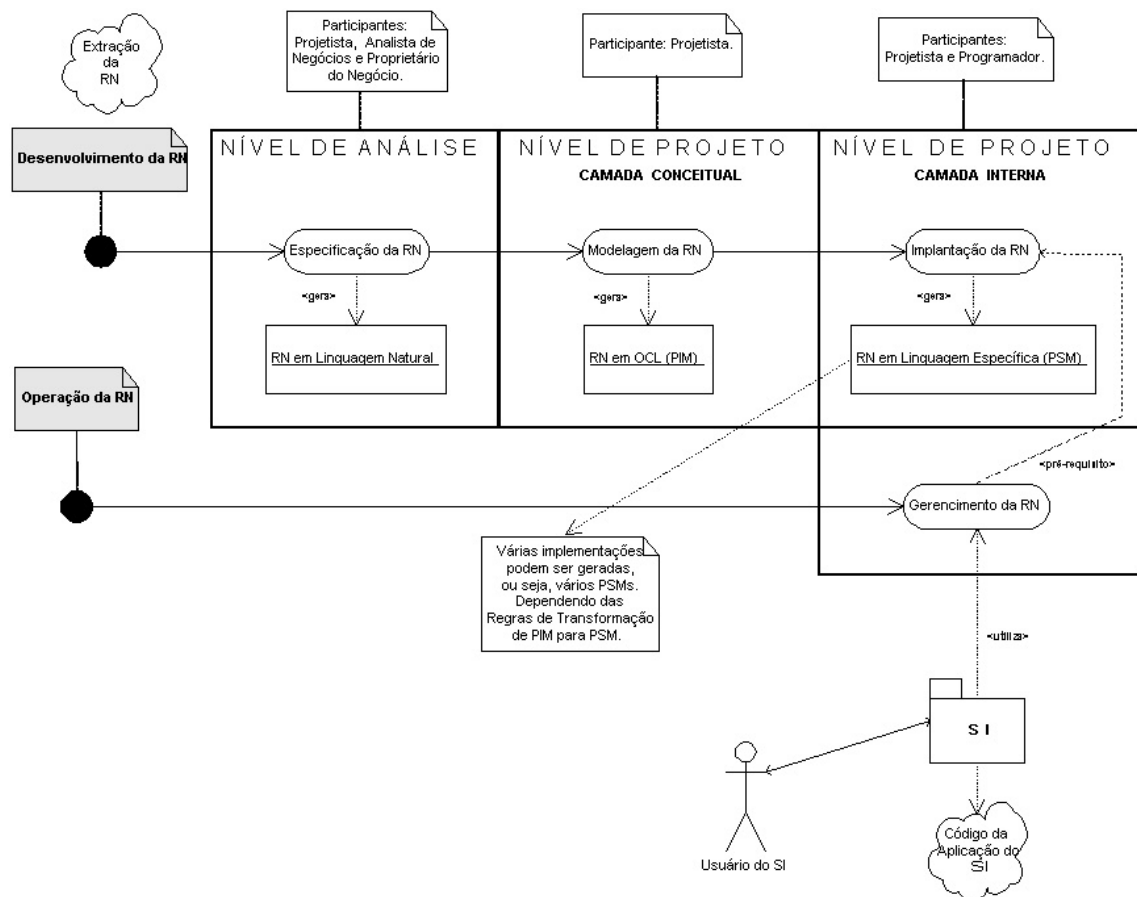 Extração
da
RN
Participantes:
Projetista, Analista de
Negócios e Proprietário
do Negócio.
Participante: Projetista.
Participantes:
Projetista e Programador.
Desenvolvimento da RN
NÍVEL DE ANÁLISE
NÍVEL DE PROJETO
CAMADA CONCEITUAL
NÍVEL DE PROJETO
CAMADA INTERNA
Especificação da RN
Modelagem da RN
Implantação da RN
<gera>
<gera>
<gera>
RN em Linguagem Natural
RN em OCL (PIM)
RN em Linguagem Específica (PSM)
Operação da RN
<pré-requisito>
Gerencimento da RN
Várias implementações
podem ser geradas,
ou seja, vários PSMs.
Dependendo das
Regras de Transformação
de PIM para PSM.
<utiliza>
S I
Usuário do SI
Código da
Aplicação do
SI